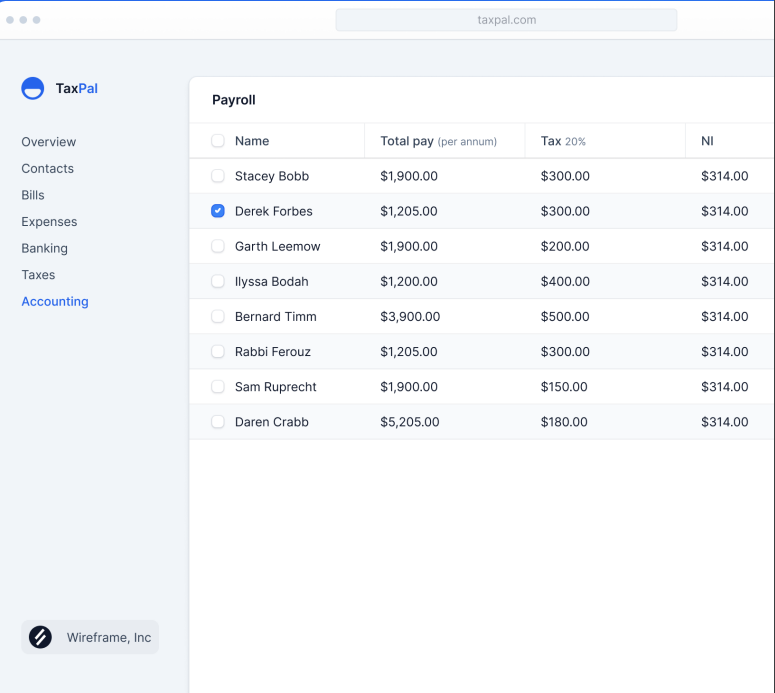 taxpal.com
TaxPal
Overview
Contacts
Bills
Expenses
Banking
Taxes
Accounting
Wireframe, Inc
Payroll
Name Total pay (per annum) Tax 20% NI
Stacey Bobb $1,900.00 $300.00 $314.00
Derek Forbes $1,205.00 $300.00 $314.00
Garth Leemow $1,900.00 $200.00 $314.00
Ilyssa Bodah $1,200.00 $400.00 $314.00
Bernard Timm $3,900.00 $500.00 $314.00
Rabbi Ferouz $1,205.00 $300.00 $314.00
Sam Ruprecht $1,900.00 $150.00 $314.00
Daren Crabb $5,205.00 $180.00 $314.00